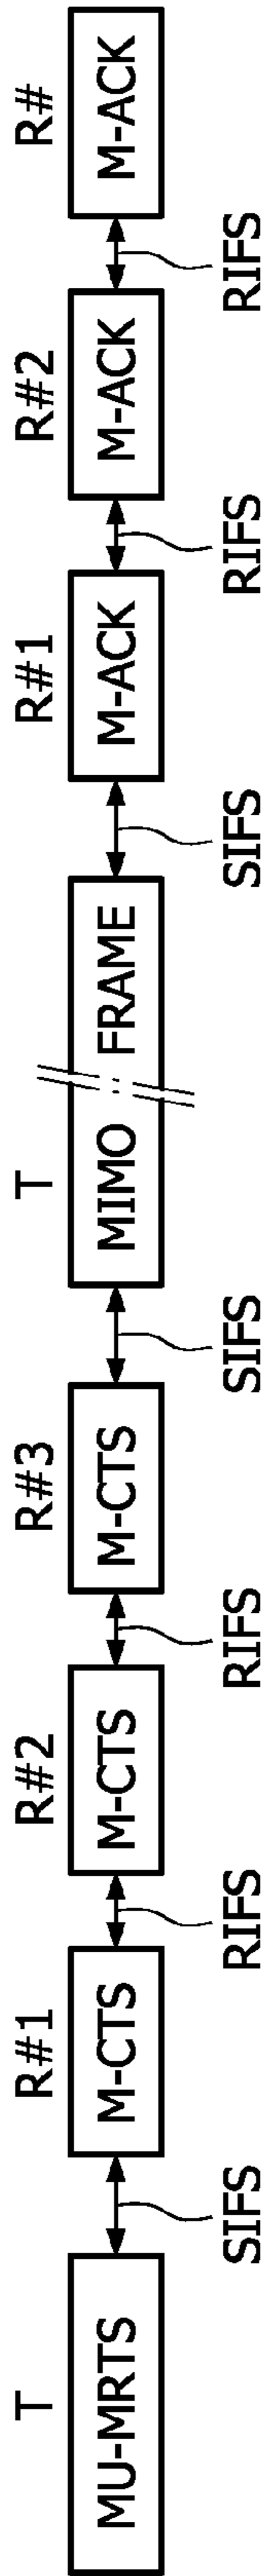 T R#1 R#2 R#3 T R#1 R#2 R#
MU-MRTS M-CTS M-CTS M-CTS MIMO FRAME M-ACK M-ACK M-ACK
SIFS RIFS RIFS SIFS SIFS RIFS RIFS